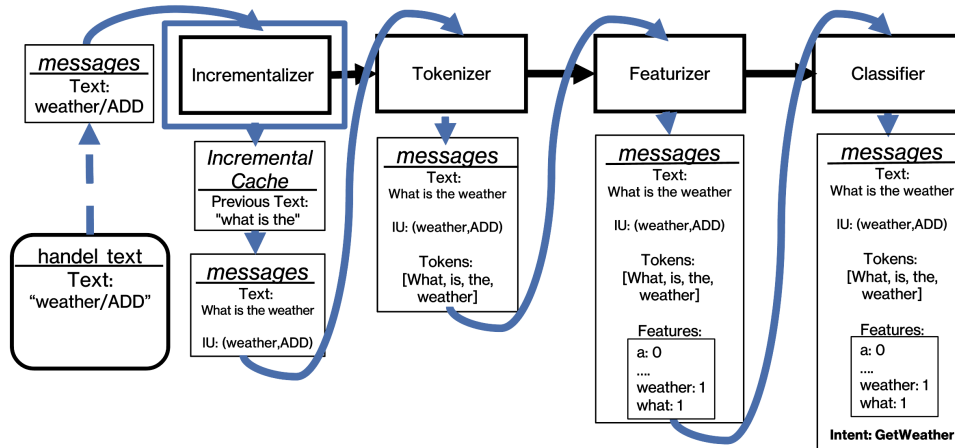 messages
Text:
weather/ADD
handel text
Text:
“weather/ADD”
Incrementalizer
Incremental
Cache
Previous Text:
"what is the"
messages
Text:
What is the weather
IU: (weather,ADD)
Tokenizer
messages
Text:
What is the weather
IU: (weather,ADD)
Tokens:
[What, is, the,
weather]
Featurizer
messages
Text:
What is the weather
IU: (weather,ADD)
Tokens:
[What, is, the,
weather]
Features:
a: 0
....
weather: 1
what: 1
Classifier
messages
Text:
What is the weather
IU: (weather,ADD)
Tokens:
[What, is, the,
weather]
Features:
a: 0
....
weather: 1
what: 1
Intent: GetWeather